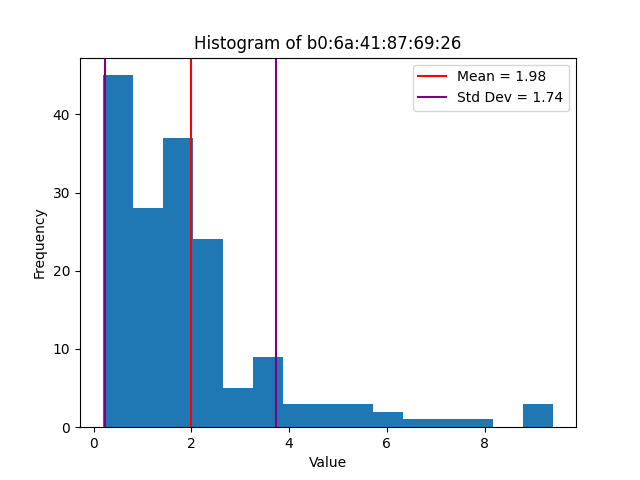 Histogram of b0:6a:41:87:69:26
Mean = 1.98
Std Dev = 1.74
Frequency
40
30
20
10
0
0 2 4 6 8
Value